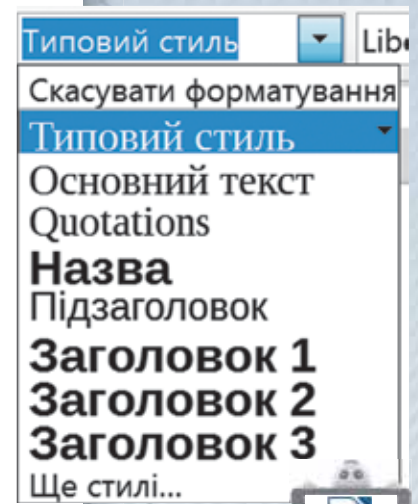 Типовий стиль
Скасувати форматування
Типовий стиль
Основний текст
Quotations
Назва
Підзаголовок
Заголовок 1
Заголовок 2
Заголовок 3
Ще стилі...